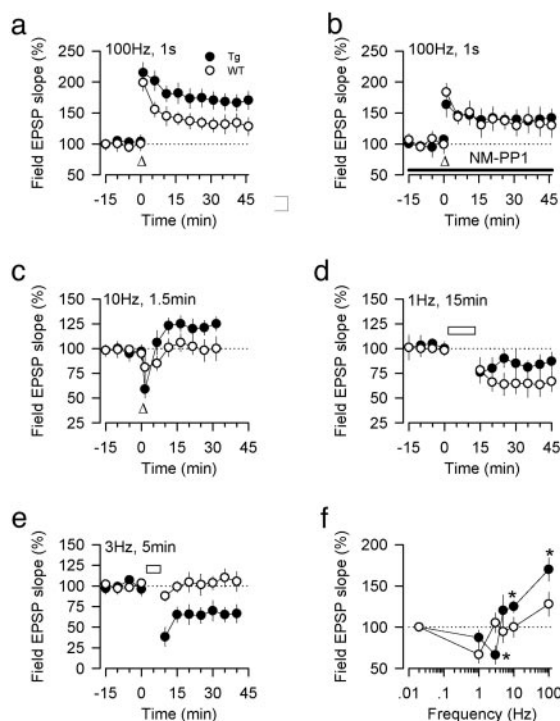 a
100Hz, 1s
Tg
WT
Field EPSP slope (%)
250
200
150
100
50
-15 0 15 30 45
Time (min)
b
100Hz, 1s
Field EPSP slope (%)
250
200
150
100
50
NM-PP1
-15 0 15 30 45
Time (min)
c
10Hz, 1.5min
Field EPSP slope (%)
150
125
100
75
50
25
-15 0 15 30 45
Time (min)
d
1Hz, 15min
Field EPSP slope (%)
150
125
100
75
50
25
-15 0 15 30 45
Time (min)
e
3Hz, 5min
Field EPSP slope (%)
150
125
100
75
50
25
0
-15 0 15 30 45
Time (min)
f
Field EPSP slope (%)
200
150
100
50
* * *
.01 .1 1 10 100
Frequency (Hz)